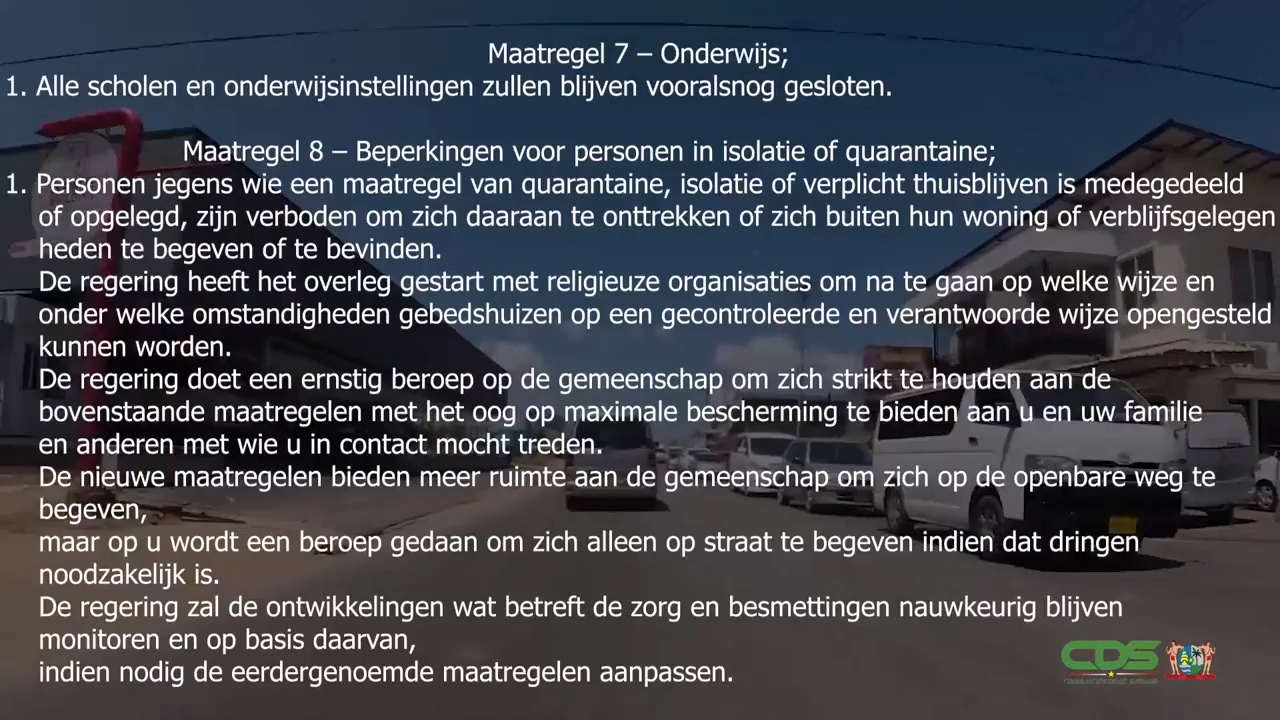 Maatregel 7 – Onderwijs;
1. Alle scholen en onderwijsinstellingen zullen blijven vooralsnog gesloten.
Maatregel 8 – Beperkingen voor personen in isolatie of quarantaine;
1. Personen jegens wie een maatregel van quarantaine, isolatie of verplicht thuisblijven is medegedeeld
of opgelegd, zijn verboden om zich daaraan te onttrekken of zich buiten hun woning of verblijfsgelegen
heden te begeven of te bevinden.
De regering heeft het overleg gestart met religieuze organisaties om na te gaan op welke wijze en
onder welke omstandigheden gebedshuizen op een gecontroleerde en verantwoorde wijze opengesteld
kunnen worden.
De regering doet een ernstig beroep op de gemeenschap om zich strikt te houden aan de
bovenstaande maatregelen met het oog op maximale bescherming te bieden aan u en uw familie
en anderen met wie u in contact mocht treden.
De nieuwe maatregelen bieden meer ruimte aan de gemeenschap om zich op de openbare weg te
begeven,
maar op u wordt een beroep gedaan om zich alleen op straat te begeven indien dat dringen
noodzakelijk is.
De regering zal de ontwikkelingen wat betreft de zorg en besmettingen nauwkeurig blijven
monitoren en op basis daarvan,
indien nodig de eerdergenoemde maatregelen aanpassen.
CDS